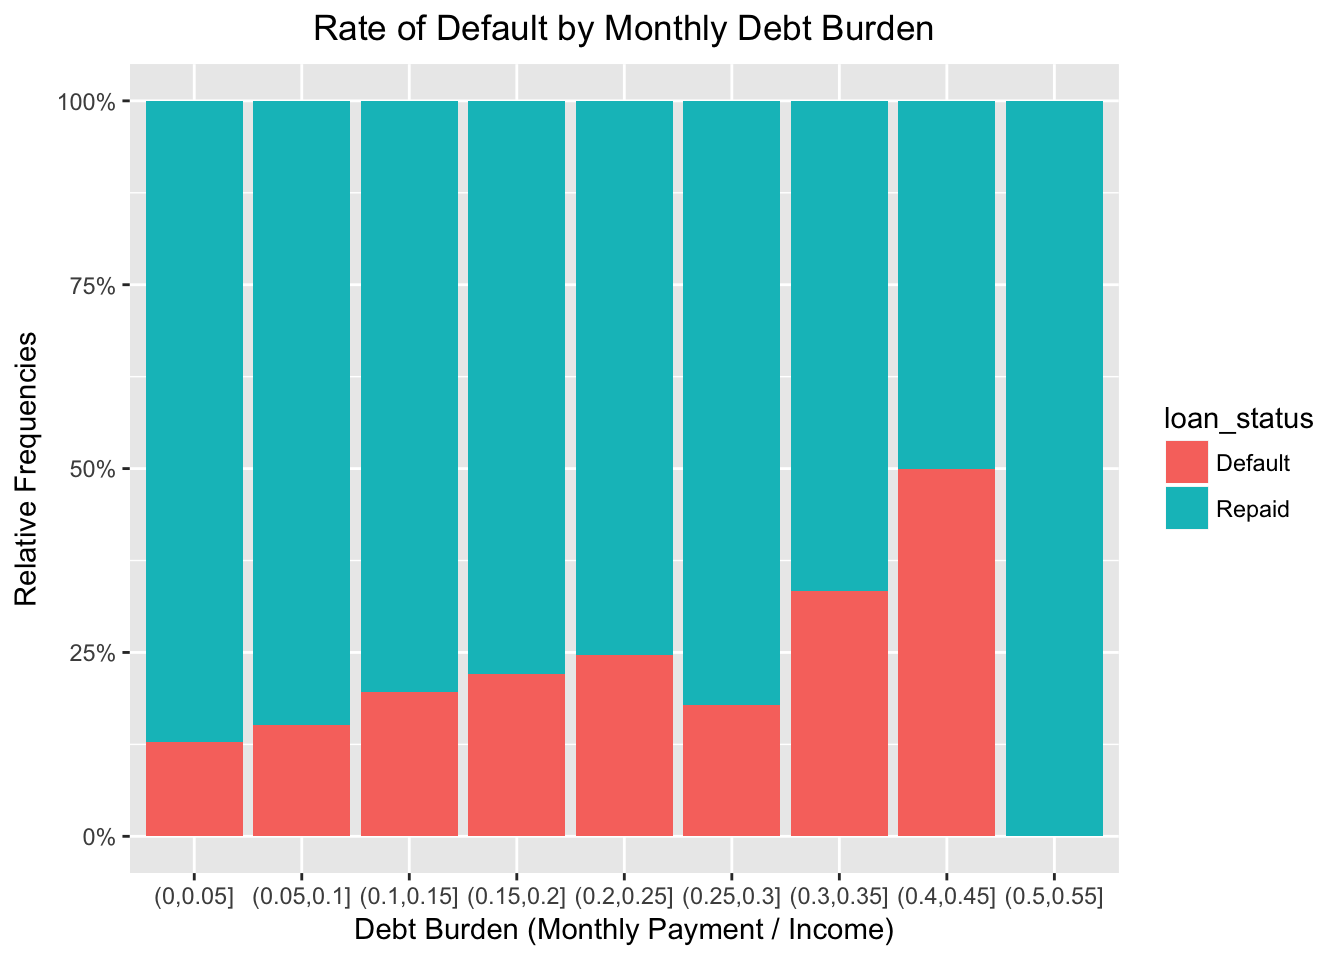 Rate of Default by Monthly Debt Burden
100%
75%
50%
25%
0%
Relative Frequencies
(0,0.05] (0.05,0.1] (0.1,0.15] (0.15,0.2] (0.2,0.25] (0.25,0.3] (0.3,0.35] (0.4,0.45] (0.5,0.55]
Debt Burden (Monthly Payment / Income)
loan_status
Default
Repaid